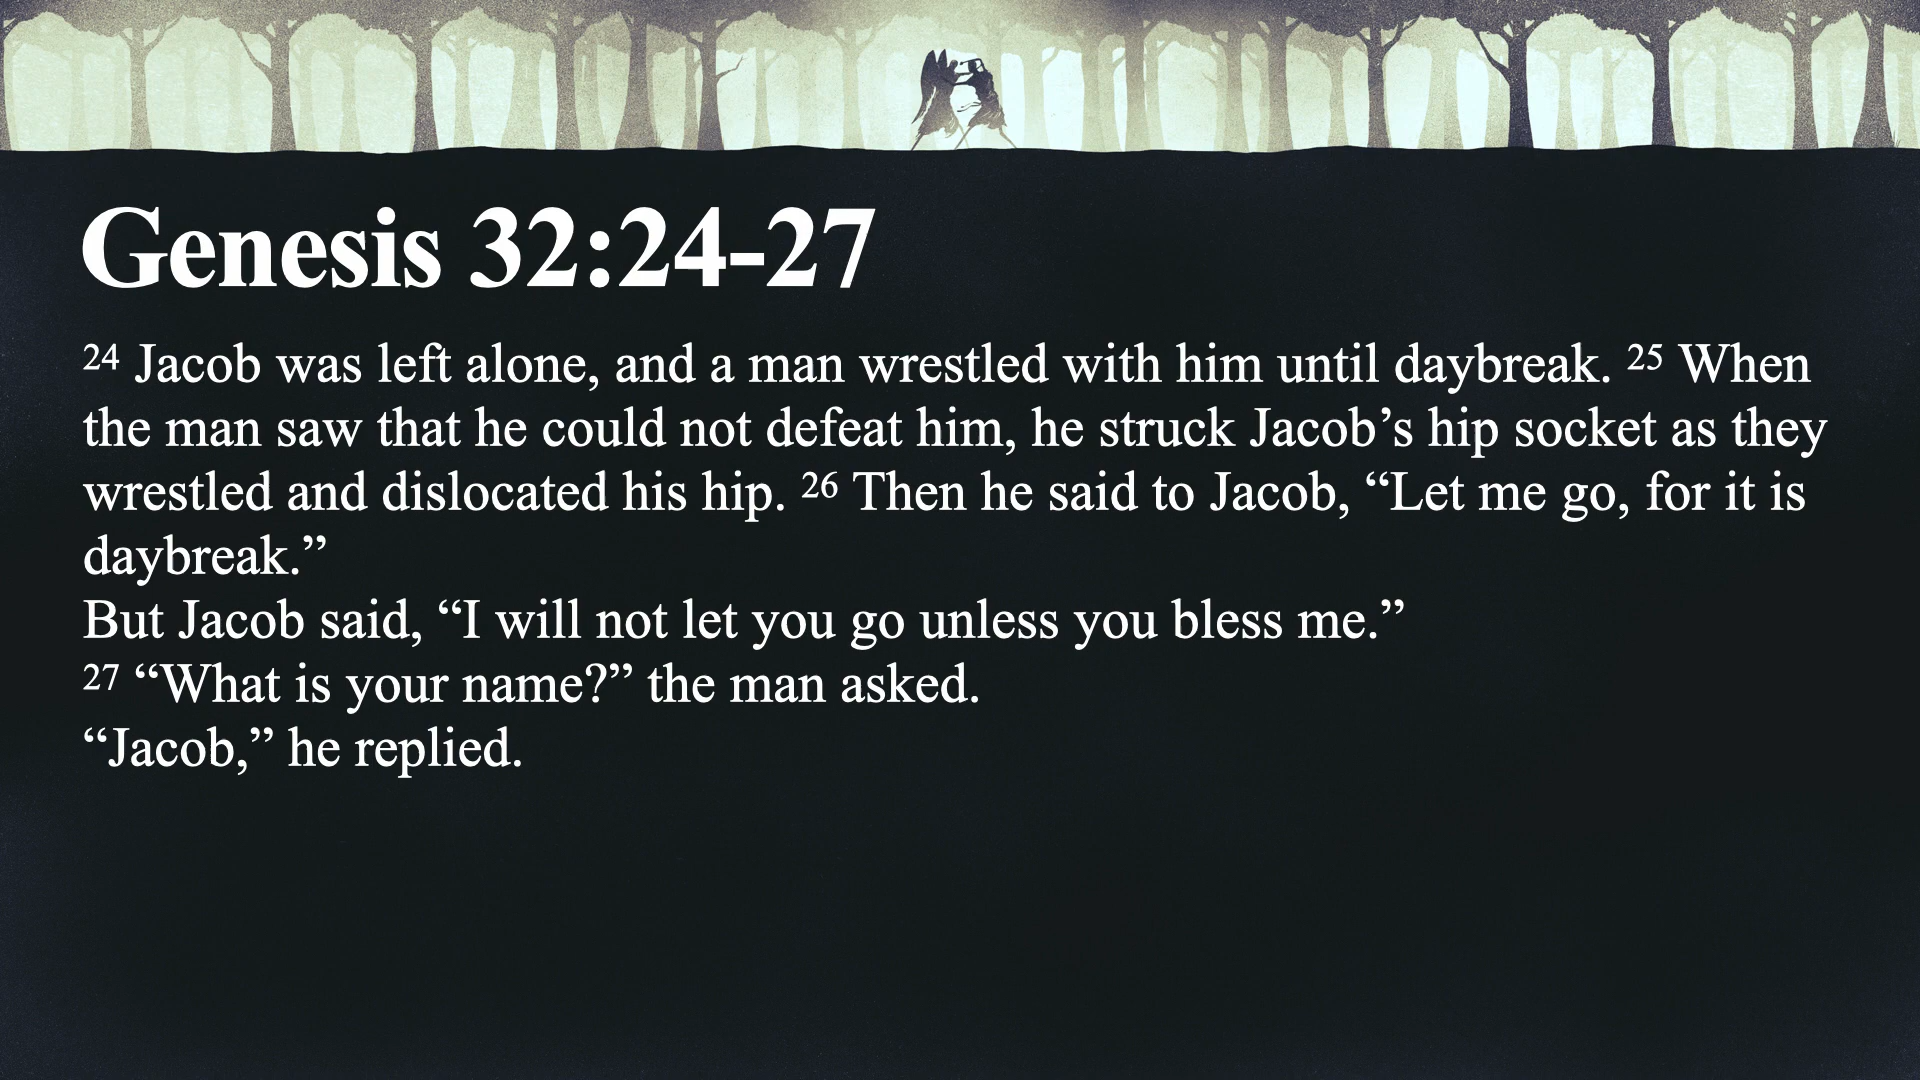 Genesis 32:24-27
24 Jacob was left alone, and a man wrestled with him until daybreak. 25 When
the man saw that he could not defeat him, he struck Jacob’s hip socket as they
wrestled and dislocated his hip. 26 Then he said to Jacob, “Let me go, for it is
daybreak.”
But Jacob said, “I will not let you go unless you bless me.”
27 “What is your name?” the man asked.
“Jacob,” he replied.